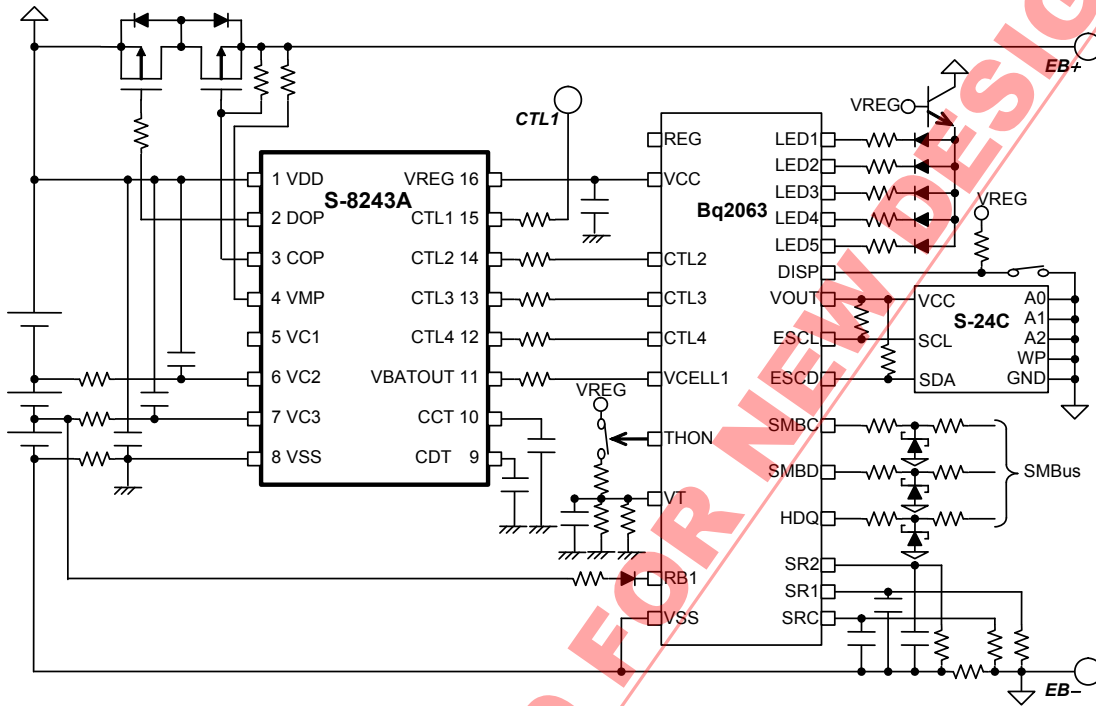 EB+
CTL1
VREG
S-8243A
1 VDD
2 DOP
3 COP
4 VMP
5 VC1
6 VC2
7 VC3
8 VSS
VREG 16
CTL1 15
CTL2 14
CTL3 13
CTL4 12
VBATOUT 11
CCT 10
CDT 9
VREG
Bq2063
REG
VCC
CTL2
CTL3
CTL4
VCELL1
THON
VT
RB1
VSS
LED1
LED2
LED3
LED4
LED5
DISP
VOUT
ESCL
ESCD
SMBC
SMBD
HDQ
SR2
SR1
SRC
VREG
S-24C
VCC
SCL
SDA
A0
A1
A2
WP
GND
SMBus
EB−
FOR NEW DESIG